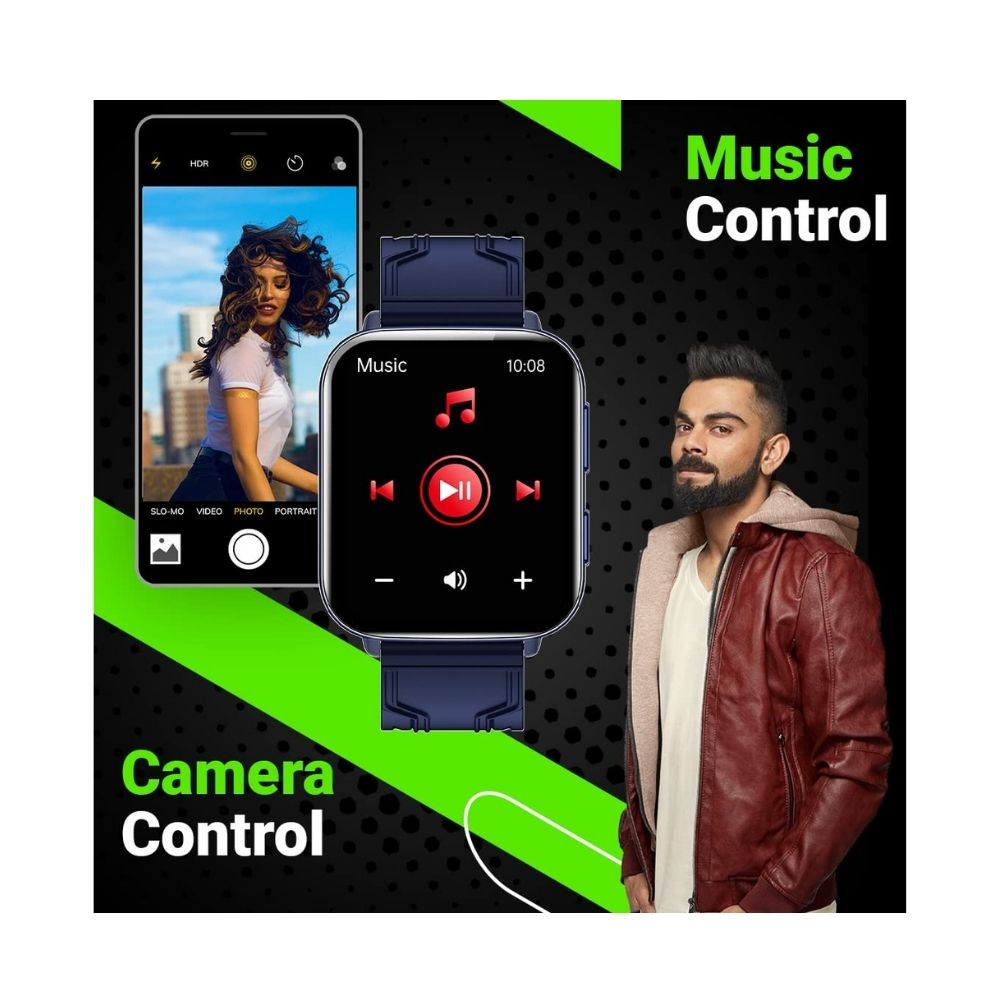 Music
Control
HDR
SLO-MO VIDEO PHOTO PORTRAIT
Music 10:08
Camera
Control